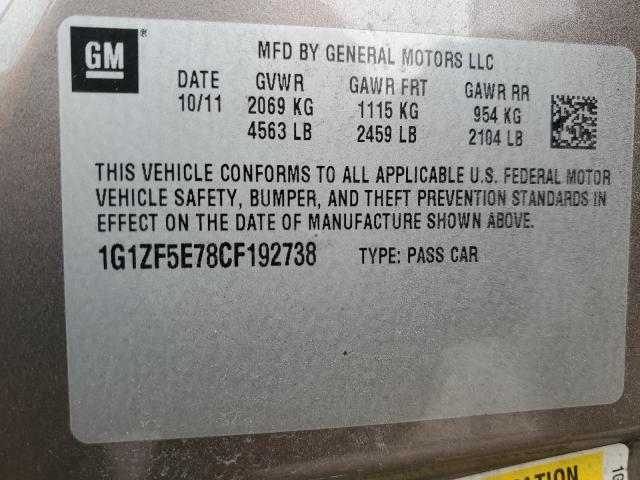 GM®
MFD BY GENERAL MOTORS LLC
DATE GVWR GAWR FRT GAWR RR
10/11 2069 KG 1115 KG 954 KG
4563 LB 2459 LB 2104 LB
THIS VEHICLE CONFORMS TO ALL APPLICABLE U.S. FEDERAL MOTOR
VEHICLE SAFETY, BUMPER, AND THEFT PREVENTION STANDARDS IN
EFFECT ON THE DATE OF MANUFACTURE SHOWN ABOVE.
1G1ZF5E78CF192738 TYPE: PASS CAR